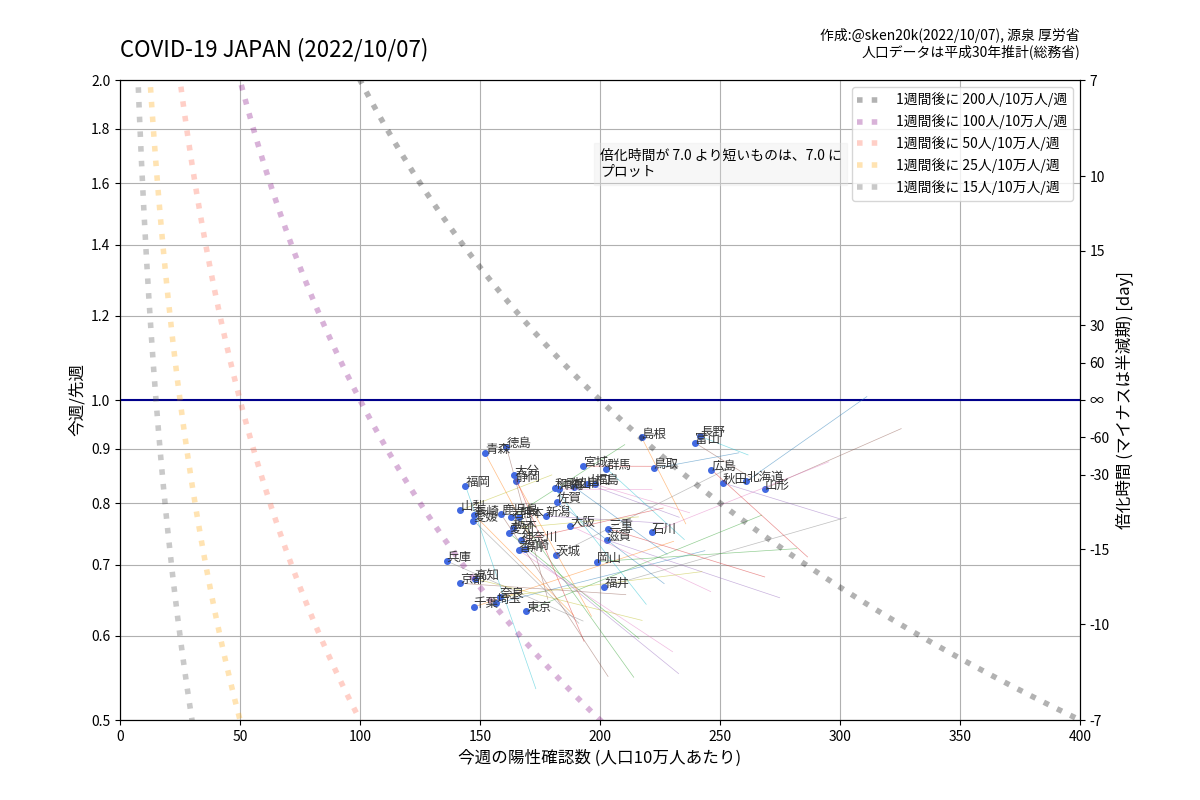 COVID-19 JAPAN (2022/10/07)
作成:@sken20k(2022/10/07), 源泉 厚労省
人口データは平成30年推計(総務省)
1週間後に 200人/10万人/週
1週間後に 100人/10万人/週
1週間後に 50人/10万人/週
1週間後に 25人/10万人/週
1週間後に 15人/10万人/週
倍化時間が 7.0 より短いものは、7.0 に
プロット
2.0
1.8
1.6
1.4
1.2
1.0
0.9
0.8
0.7
0.6
0.5
今週/先週
7
10
15
30
60
∞
-60
-30
-15
-10
-7
倍化時間 (マイナスは半減期) [day]
島根
長野
富山
徳島
青森
宮城
群馬
鳥取
広島
大分
静岡
秋田
北海道
山形
福岡
福島
佐賀
山梨
長崎
愛媛
鹿児島
新潟
大阪
三重
石川
滋賀
栃木
愛知
神奈川
茨城
兵庫
岡山
高知
京都
福井
奈良
埼玉
千葉
東京
0 50 100 150 200 250 300 350 400
今週の陽性確認数 (人口10万人あたり)